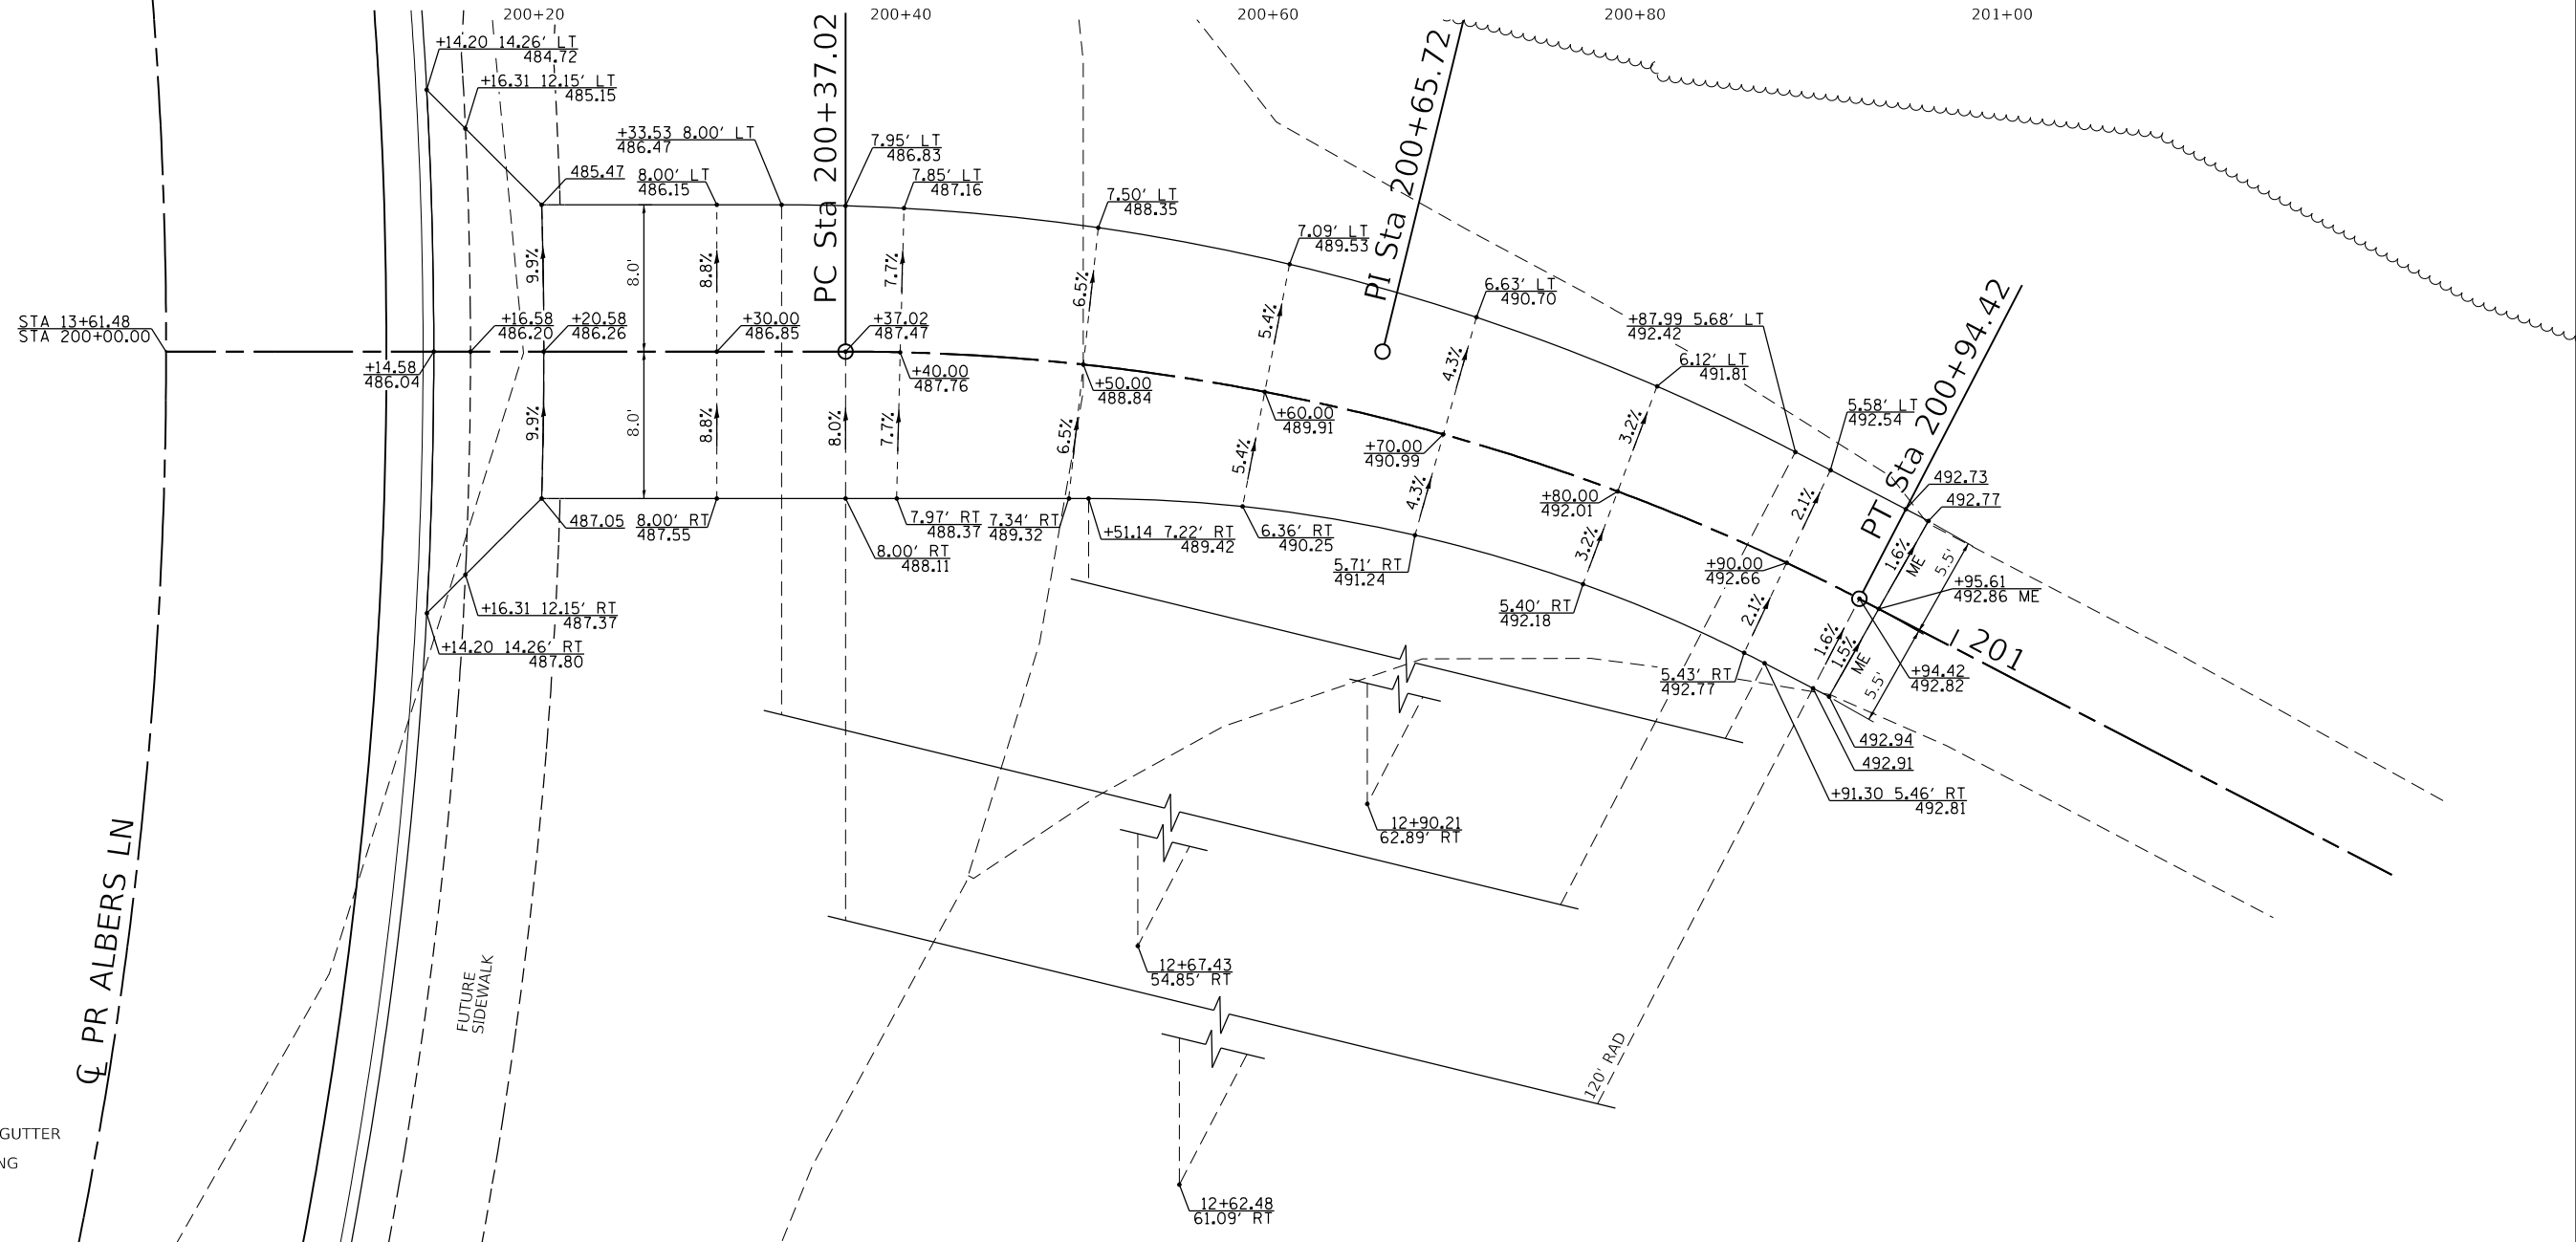 200+20
200+40
200+60
200+80
201+00
+14.20 14.26' LT
484.72
+16.31 12.15' LT
485.15
+33.53 8.00' LT
486.47
485.47
8.00' LT
486.15
PC Sta 200+37.02
7.95' LT
486.83
7.85' LT
487.16
7.50' LT
488.35
7.09' LT
489.53
PI Sta 200+65.72
6.63' LT
490.70
+87.99 5.68' LT
492.42
6.12' LT
491.81
5.58' LT
492.54
PT Sta 200+94.42
492.73
492.77
9.9%
8.0'
8.8%
7.7%
6.5%
5.4%
4.3%
3.2%
2.1%
1.6%
ME
5.5'
STA 13+61.48
STA 200+00.00
+14.58
486.04
+16.58
486.20
+20.58
486.26
+30.00
486.85
+37.02
487.47
+40.00
487.76
+50.00
488.84
+60.00
489.91
+70.00
490.99
+80.00
492.01
+90.00
492.66
+95.61
492.86 ME
+94.42
492.82
201
9.9%
8.0'
8.8%
8.0%
7.7%
6.5%
5.4%
4.3%
3.2%
2.1%
1.6%
1.5%
ME
5.5'
487.05
8.00' RT
487.55
8.00' RT
488.11
7.97' RT
488.37
7.34' RT
489.32
+51.14 7.22' RT
489.42
6.36' RT
490.25
5.71' RT
491.24
5.40' RT
492.18
5.43' RT
492.77
492.94
492.91
+91.30 5.46' RT
492.81
+16.31 12.15' RT
487.37
+14.20 14.26' RT
487.80
12+90.21
62.89' RT
12+67.43
54.85' RT
12+62.48
61.09' RT
120' RAD
FUTURE
SIDEWALK
℄ PR ALBERS LN
GUTTER
NG